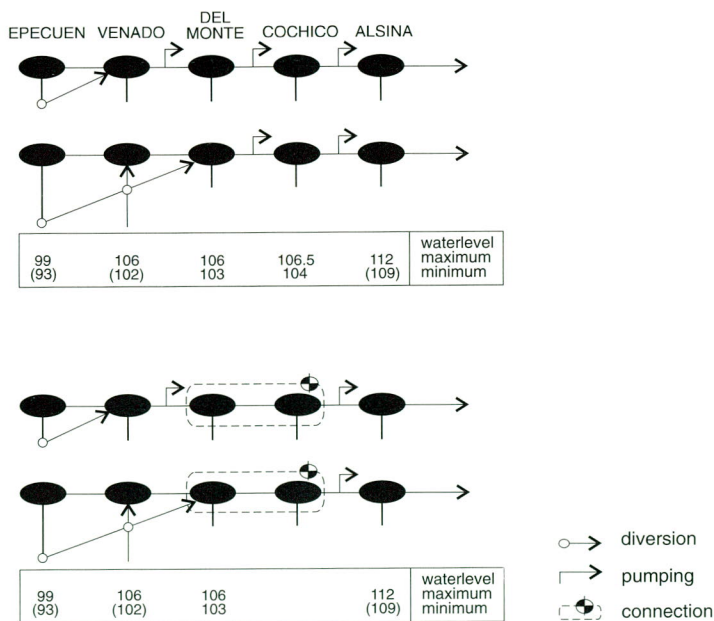 DEL
EPECUEN VENADO MONTE COCHICO ALSINA
waterlevel
99 106 106 106.5 112 maximum
(93) (102) 103 104 (109) minimum
waterlevel
99 106 106 112 maximum
(93) (102) 103 (109) minimum
diversion
pumping
connection